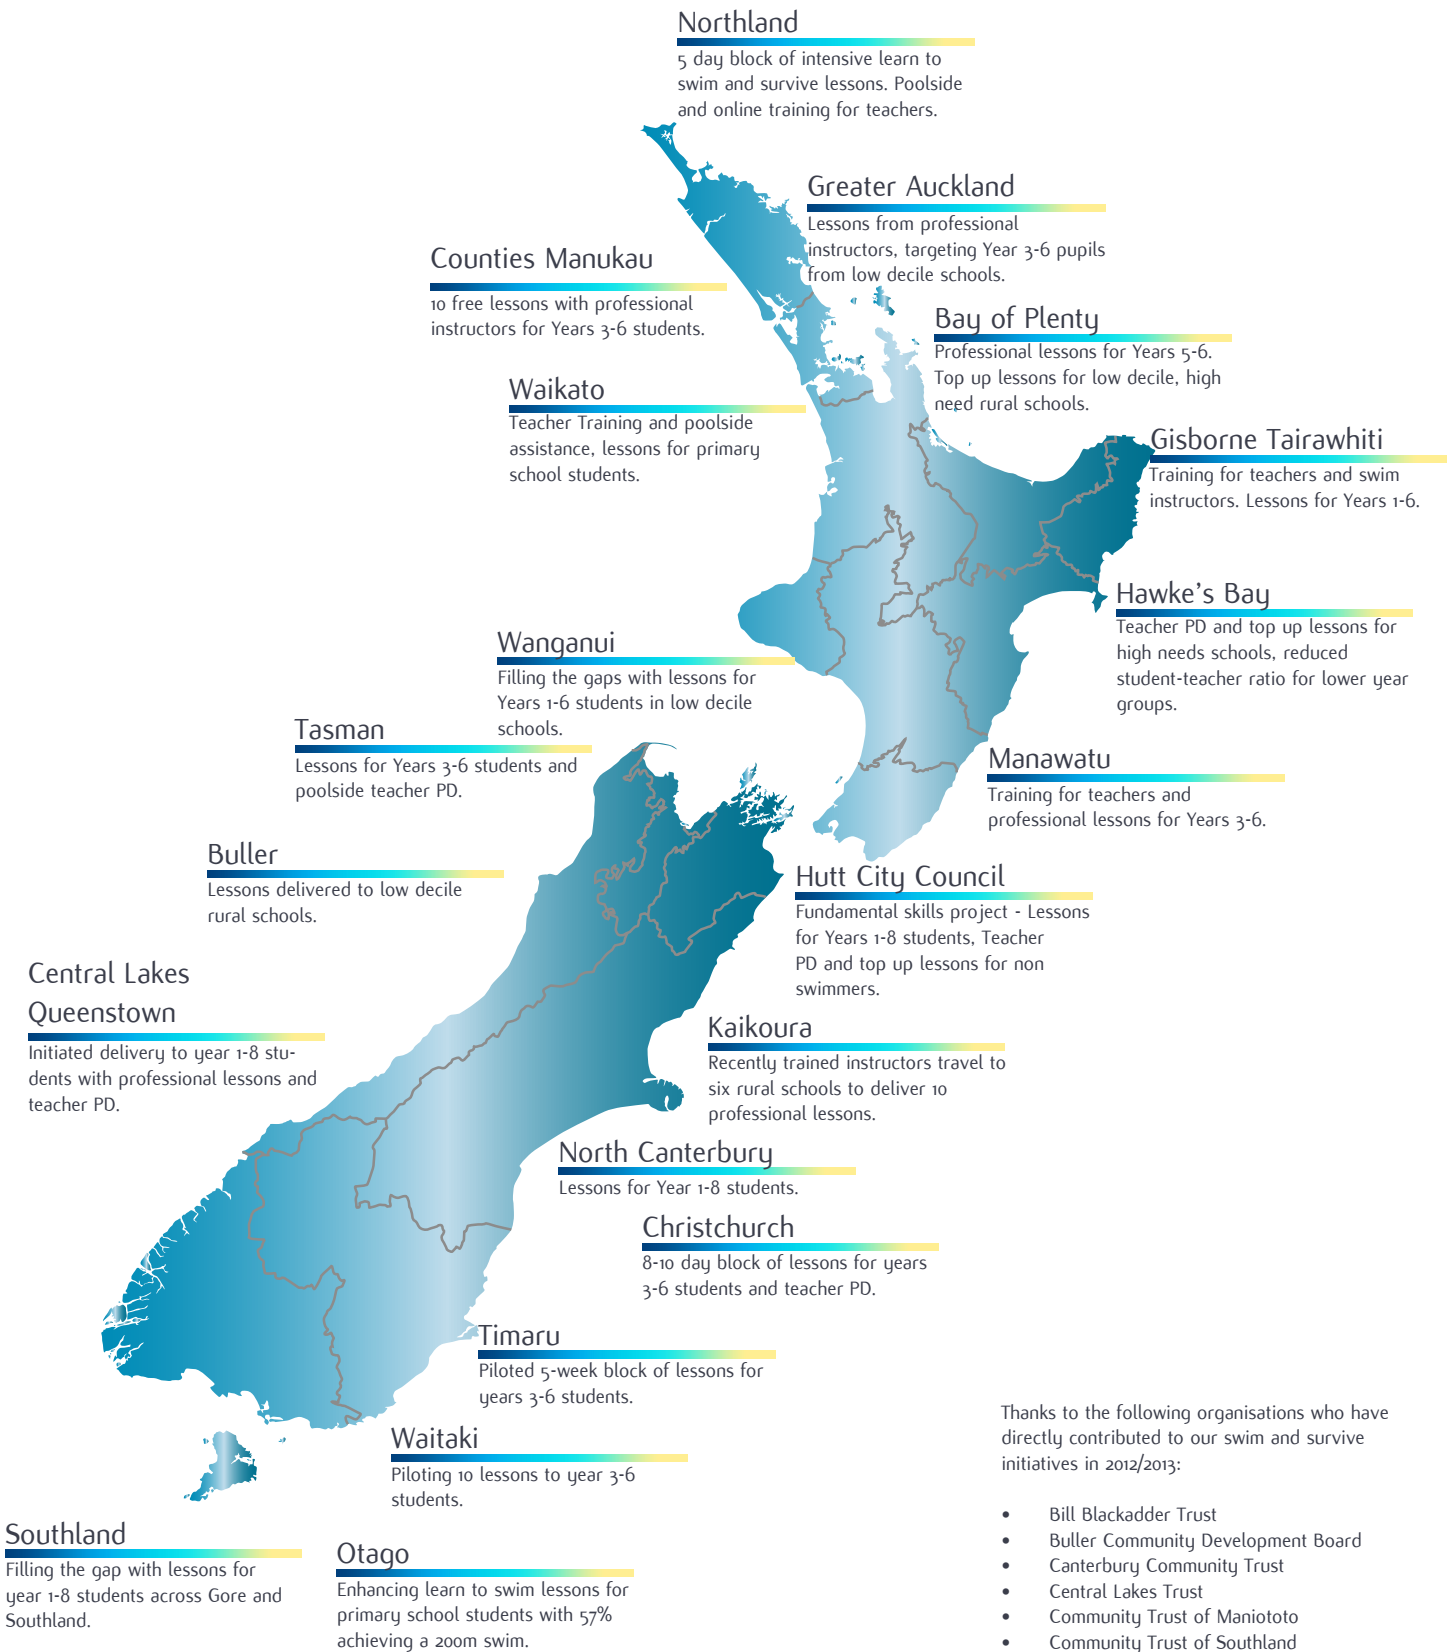 Northland
5 day block of intensive learn to
swim and survive lessons. Poolside
and online training for teachers.
Greater Auckland
Lessons from professional
instructors, targeting Year 3-6 pupils
from low decile schools.
Counties Manukau
10 free lessons with professional
instructors for Years 3-6 students.
Bay of Plenty
Professional lessons for Years 5-6.
Top up lessons for low decile, high
need rural schools.
Waikato
Teacher Training and poolside
assistance, lessons for primary
school students.
Gisborne Tairawhiti
Training for teachers and swim
instructors. Lessons for Years 1-6.
Hawke's Bay
Teacher PD and top up lessons for
high needs schools, reduced
student-teacher ratio for lower year
groups.
Wanganui
Filling the gaps with lessons for
Years 1-6 students in low decile
schools.
Tasman
Lessons for Years 3-6 students and
poolside teacher PD.
Manawatu
Training for teachers and
professional lessons for Years 3-6.
Buller
Lessons delivered to low decile
rural schools.
Hutt City Council
Fundamental skills project - Lessons
for Years 1-8 students, Teacher
PD and top up lessons for non
swimmers.
Central Lakes
Queenstown
Initiated delivery to year 1-8 stu-
dents with professional lessons and
teacher PD.
Kaikoura
Recently trained instructors travel to
six rural schools to deliver 10
professional lessons.
North Canterbury
Lessons for Year 1-8 students.
Christchurch
8-10 day block of lessons for years
3-6 students and teacher PD.
Timaru
Piloted 5-week block of lessons for
years 3-6 students.
Waitaki
Piloting 10 lessons to year 3-6
students.
Southland
Filling the gap with lessons for
year 1-8 students across Gore and
Southland.
Otago
Enhancing learn to swim lessons for
primary school students with 57%
achieving a 200m swim.
Thanks to the following organisations who have
directly contributed to our swim and survive
initiatives in 2012/2013:
• Bill Blackadder Trust
• Buller Community Development Board
• Canterbury Community Trust
• Central Lakes Trust
• Community Trust of Maniototo
• Community Trust of Southland